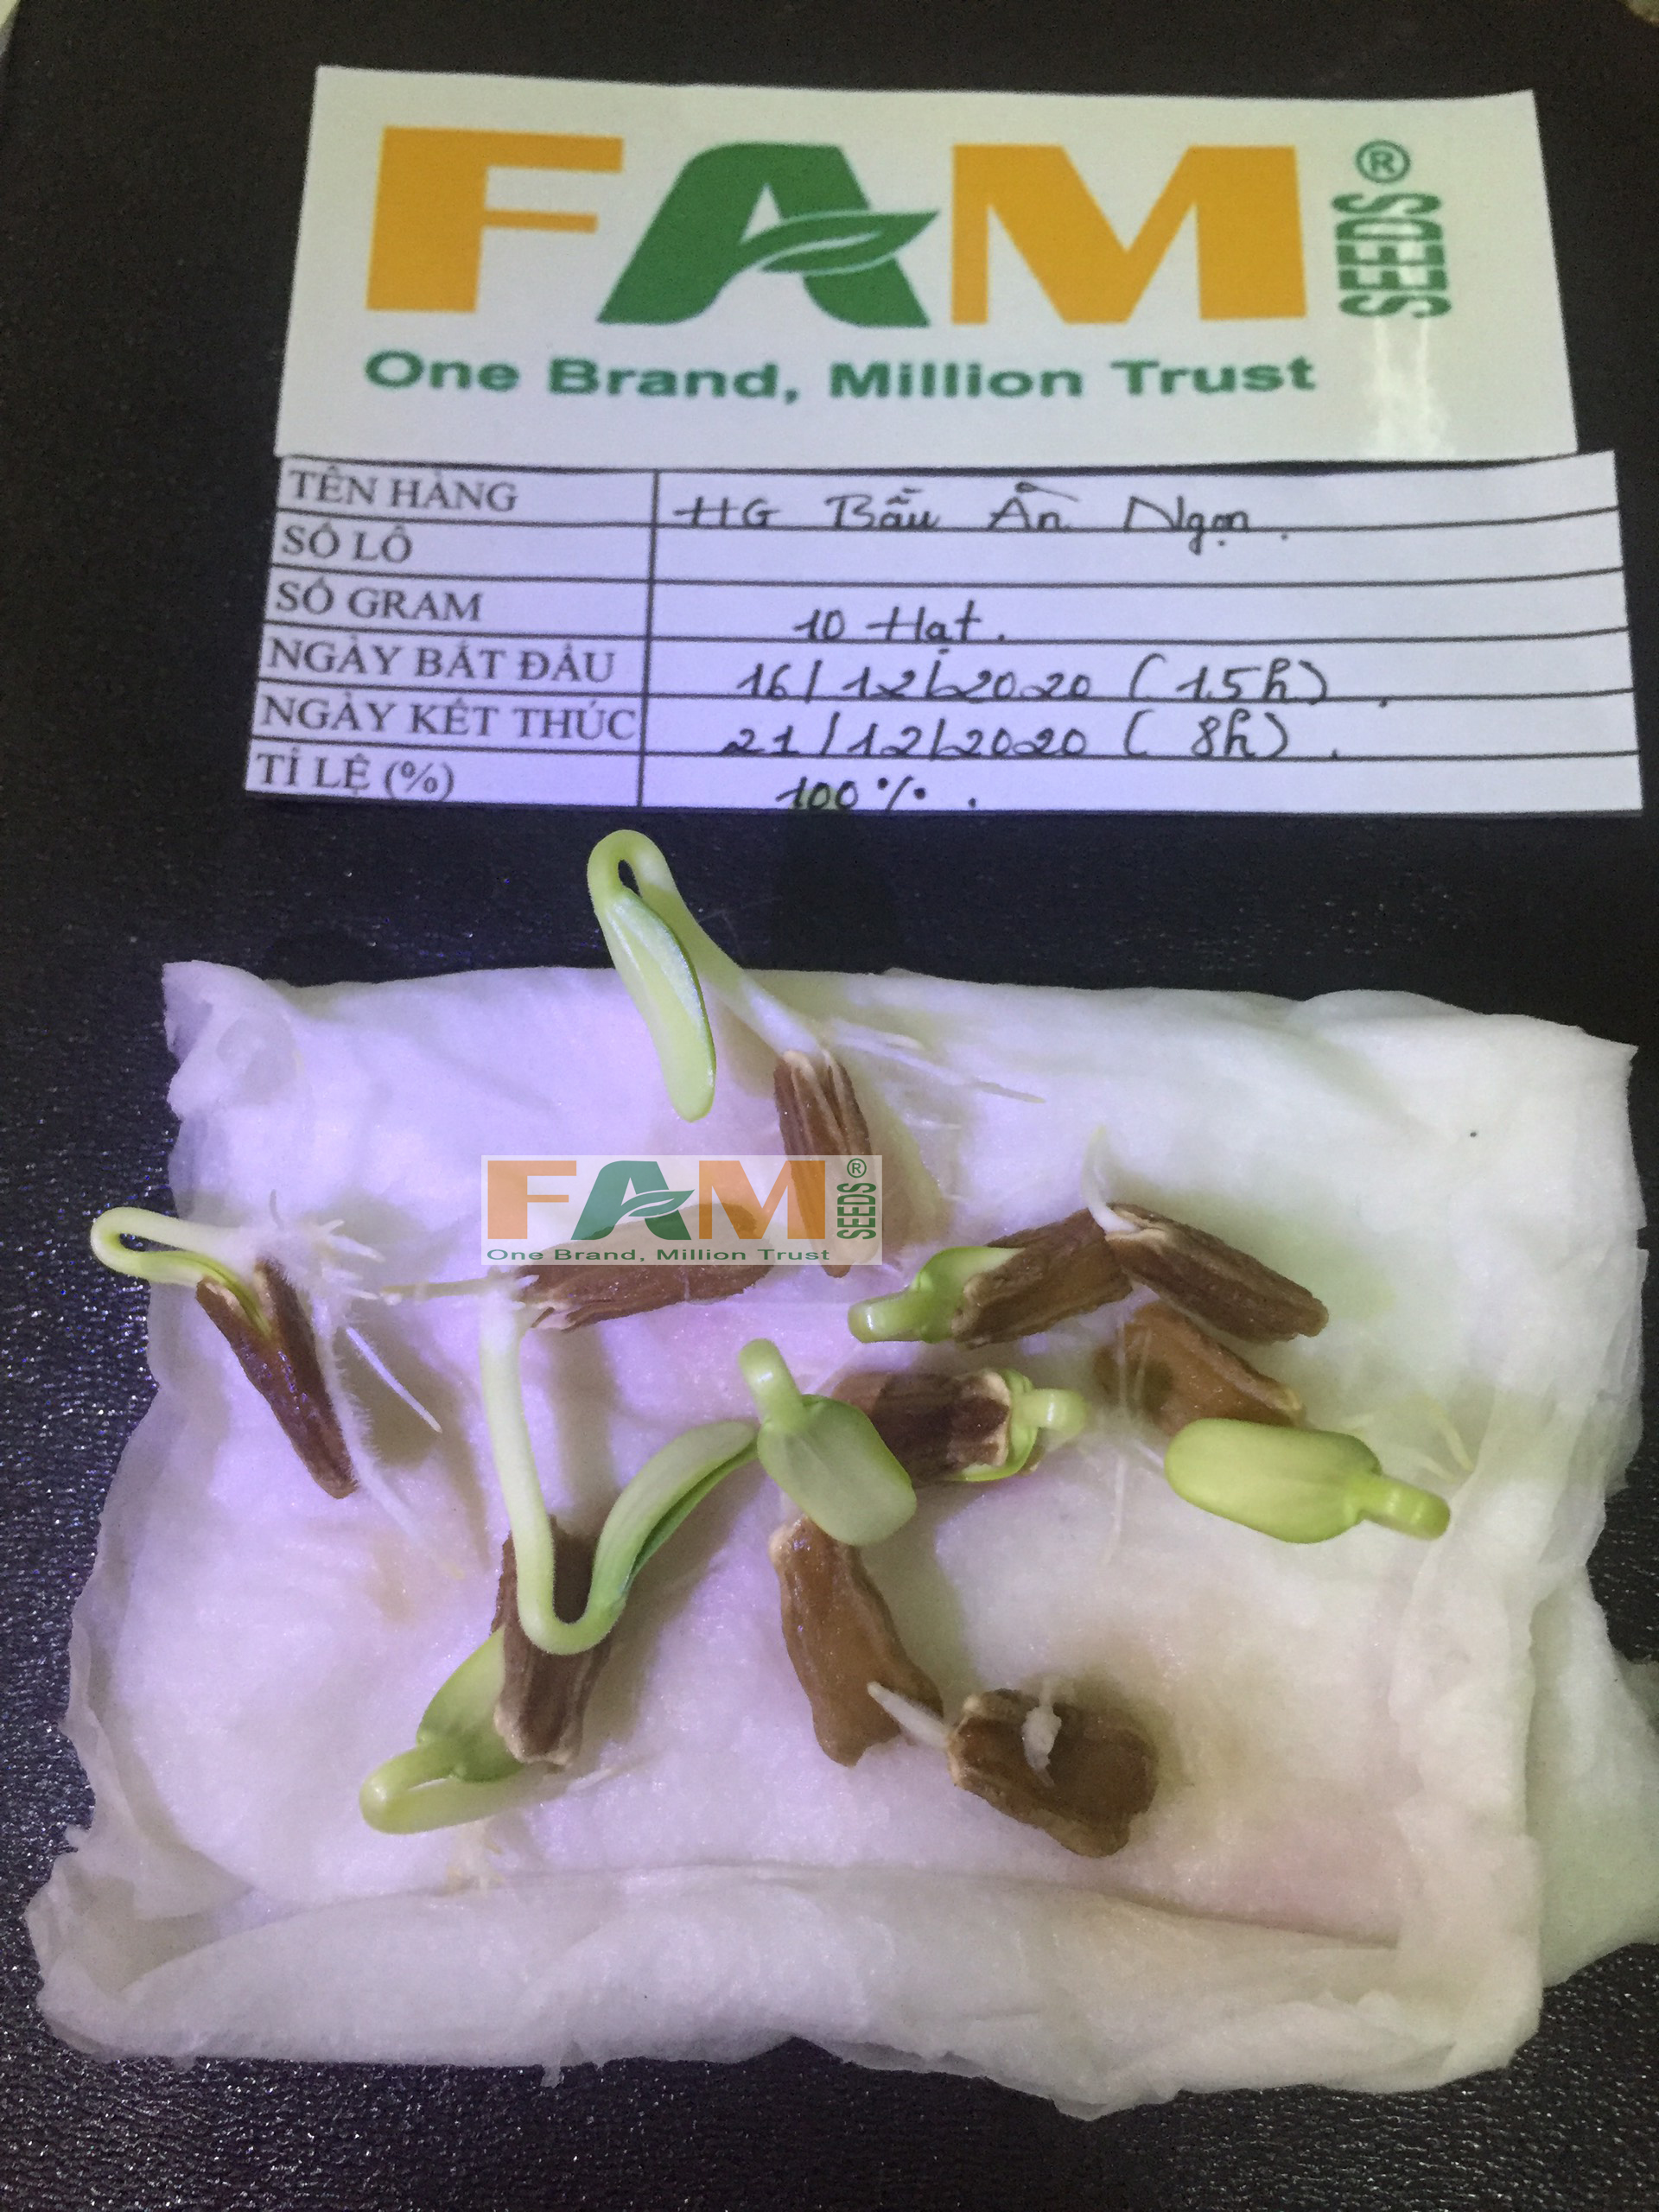 FAM SEEDS®
One Brand, Million Trust
TÊN HÀNG HG Bầu Ăn Ngọn.
SỐ LÔ
SỐ GRAM 10 Hạt.
NGÀY BẮT ĐẦU 16/12/2020 (15h).
NGÀY KẾT THÚC 21/12/2020 (8h).
TỈ LỆ (%) 100%.
FAM SEEDS®
One Brand, Million Trust